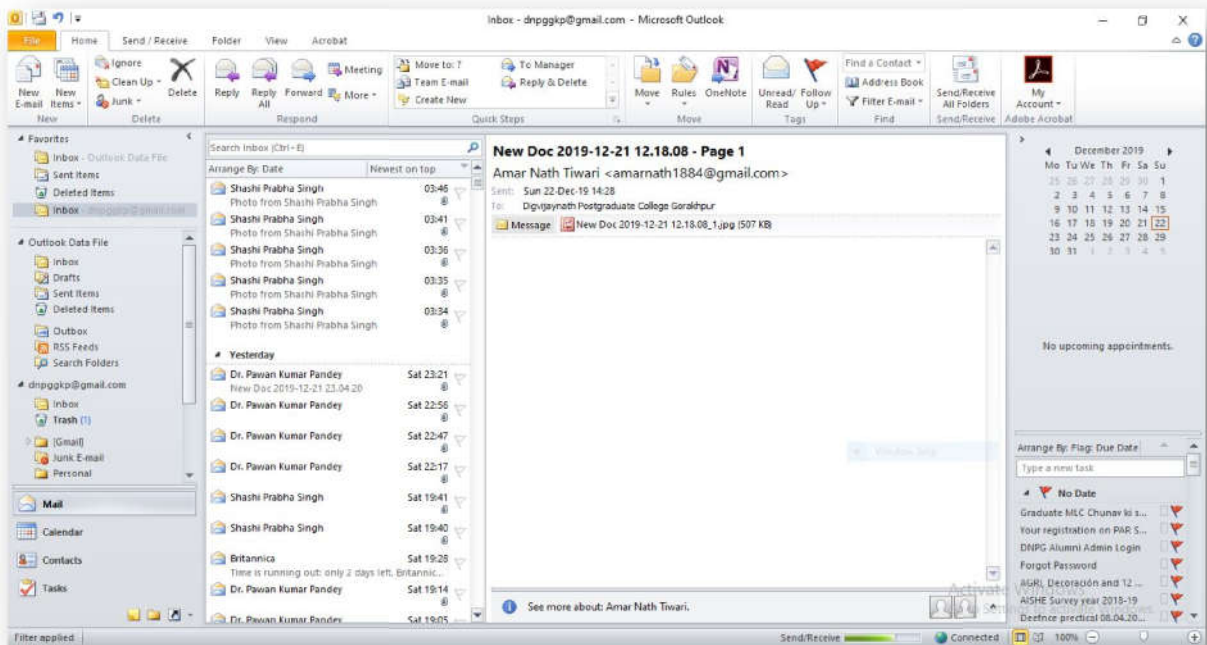 Inbox - dnpggkp@gmail.com - Microsoft Outlook
File Home Send / Receive Folder View Acrobat
New E-mail
New Items
New
Ignore
Clean Up
Junk
Delete
Delete
Reply
Reply All
Forward
Meeting
More
Respond
Move to: ?
Team E-mail
Create New
To Manager
Reply & Delete
Quick Steps
Move
Rules
OneNote
Move
Unread/ Read
Follow Up
Tags
Find a Contact
Address Book
Filter E-mail
Find
Send/Receive All Folders
Send/Receive
My Account
Adobe Acrobat
Favorites
Inbox - Outlook Data File
Sent Items
Deleted Items
Inbox - dnpggkp@gmail.com
Outlook Data File
Inbox
Drafts
Sent Items
Deleted Items
Outbox
RSS Feeds
Search Folders
dnpggkp@gmail.com
Inbox
Trash (1)
[Gmail]
Junk E-mail
Personal
Mail
Calendar
Contacts
Tasks
Search Inbox (Ctrl+E)
Arrange By: Date Newest on top
Shashi Prabha Singh 03:46
Photo from Shashi Prabha Singh
Shashi Prabha Singh 03:41
Photo from Shashi Prabha Singh
Shashi Prabha Singh 03:36
Photo from Shashi Prabha Singh
Shashi Prabha Singh 03:35
Photo from Shashi Prabha Singh
Shashi Prabha Singh 03:34
Photo from Shashi Prabha Singh
Yesterday
Dr. Pawan Kumar Pandey Sat 23:21
New Doc 2019-12-21 23.04.20
Dr. Pawan Kumar Pandey Sat 22:56
Dr. Pawan Kumar Pandey Sat 22:47
Dr. Pawan Kumar Pandey Sat 22:17
Shashi Prabha Singh Sat 19:41
Shashi Prabha Singh Sat 19:40
Britannica Sat 19:28
Time is running out: only 2 days left, Britannic...
Dr. Pawan Kumar Pandey Sat 19:14
Dr. Pawan Kumar Pandey Sat 19:05
New Doc 2019-12-21 12.18.08 - Page 1
Amar Nath Tiwari <amarnath1884@gmail.com>
Sent: Sun 22-Dec-19 14:28
To: Digvijaynath Postgraduate College Gorakhpur
Message New Doc 2019-12-21 12.18.08_1.jpg (507 KB)
See more about: Amar Nath Tiwari.
December 2019
Mo Tu We Th Fr Sa Su
25 26 27 28 29 30 1
2 3 4 5 6 7 8
9 10 11 12 13 14 15
16 17 18 19 20 21 22
23 24 25 26 27 28 29
30 31 1 2 3 4 5
No upcoming appointments.
Arrange By: Flag: Due Date
Type a new task
No Date
Graduate MLC Chunav ki s...
Your registration on PAR S...
DNPG Alumni Admin Login
Forgot Password
AGRI, Decoración and 12 ...
AISHE Survey year 2018-19
Deefnce prectical 08.04.20...
Activate Windows
Filter applied
Send/Receive
Connected
100%